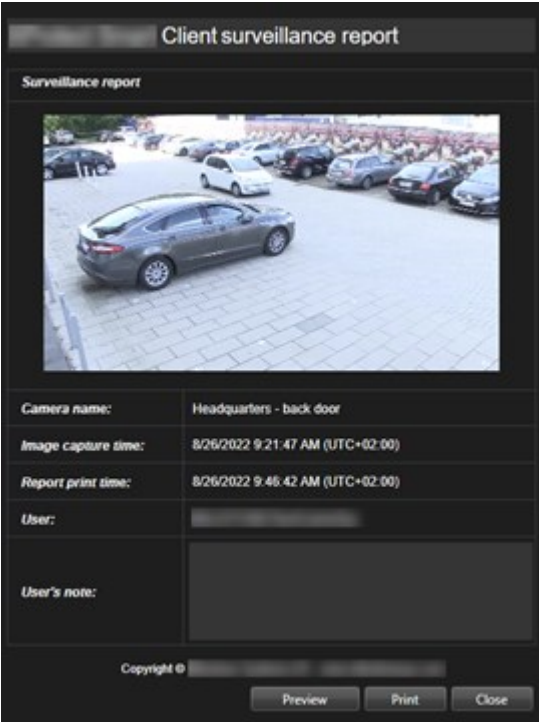 Client surveillance report
Surveillance report
Camera name: Headquarters - back door
Image capture time: 8/26/2022 9:21:47 AM (UTC+02:00)
Report print time: 8/26/2022 9:46:42 AM (UTC+02:00)
User:
User's note:
Copyright ©
Preview Print Close